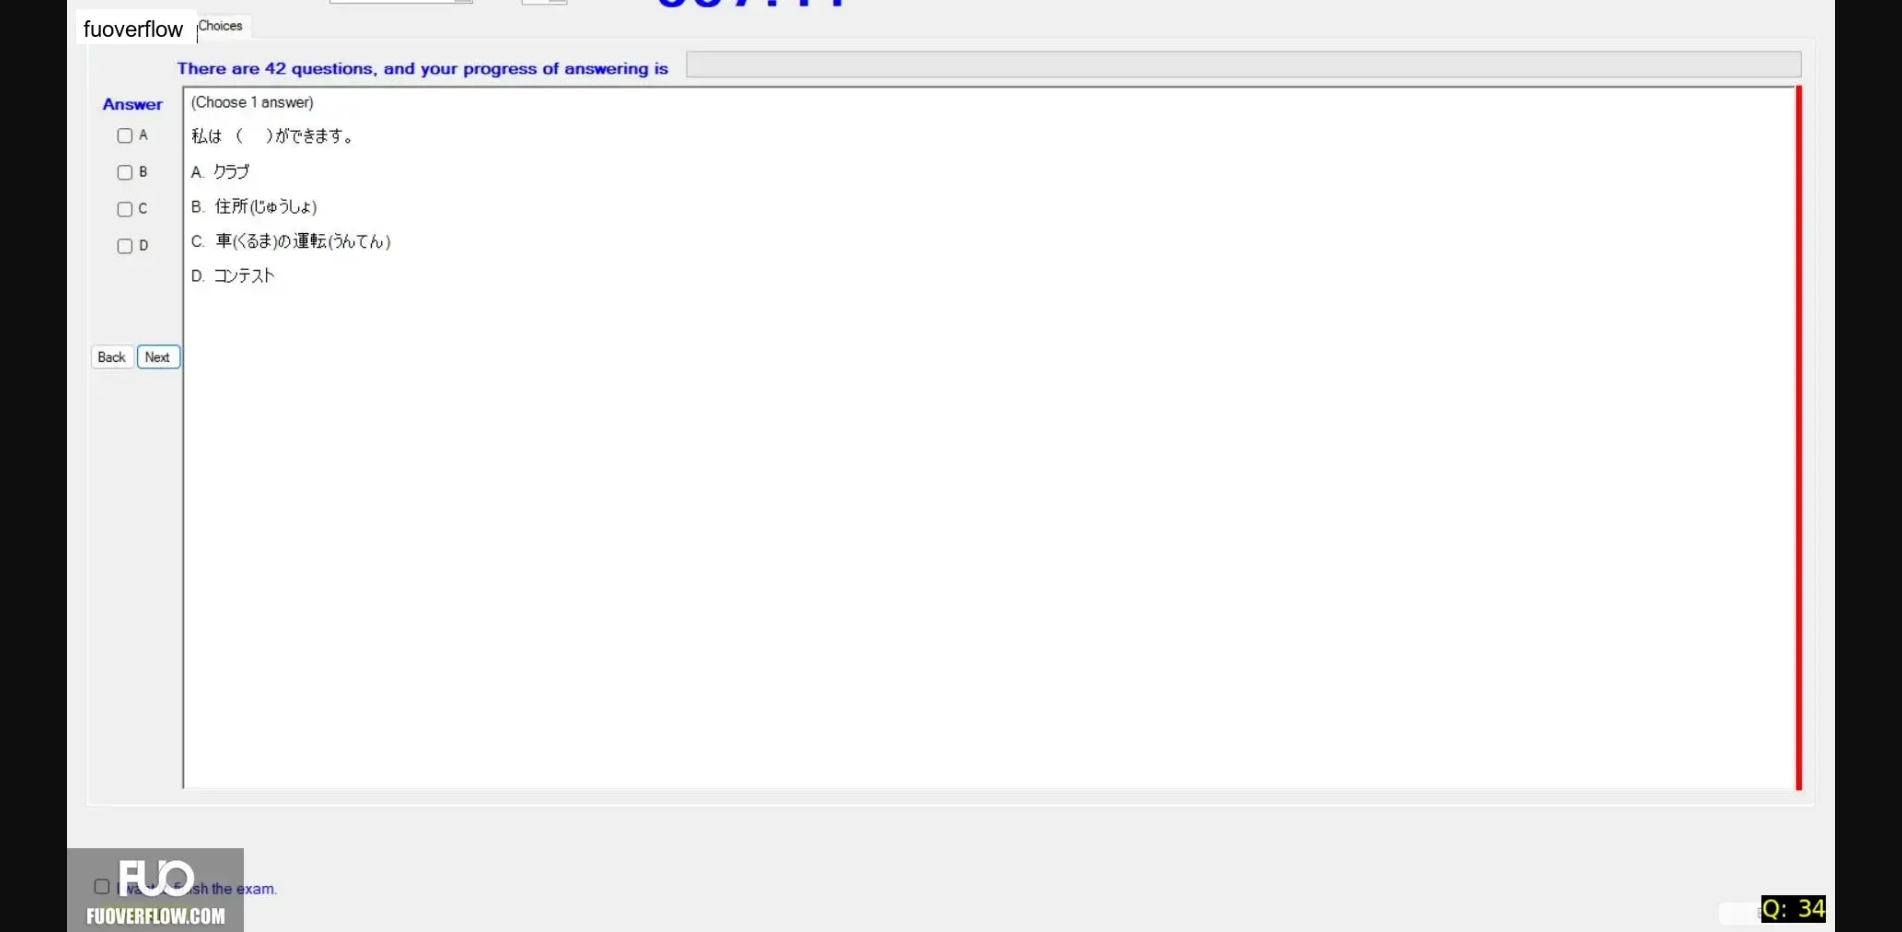 fuoverflow
Choices
There are 42 questions, and your progress of answering is
Answer
(Choose 1 answer)
私は （　）ができます。
A
A. クラブ
B
B. 住所(じゅうしょ)
C
C. 車(くるま)の運転(うんてん)
D
D. コンテスト
Back Next
FUO
sh the exam.
FUOVERFLOW.COM
Q: 34